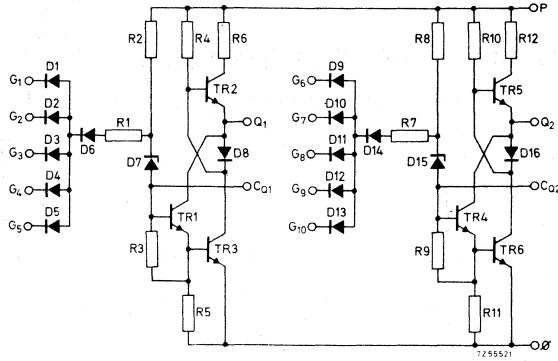 P
R2 R4 R6 R8 R10 R12
D1 D9
G1 TR2 G6 TR5
D2 D10
G2 R1 Q1 G7 R7 Q2
D3 D11
G3 D6 D7 D8 G8 D14 D15 D16
D4 D12
G4 CQ1 G9 CQ2
D5 TR1 D13 TR4
G5 R3 TR3 G10 R9 TR6
R5 R11
Ø
7Z55521